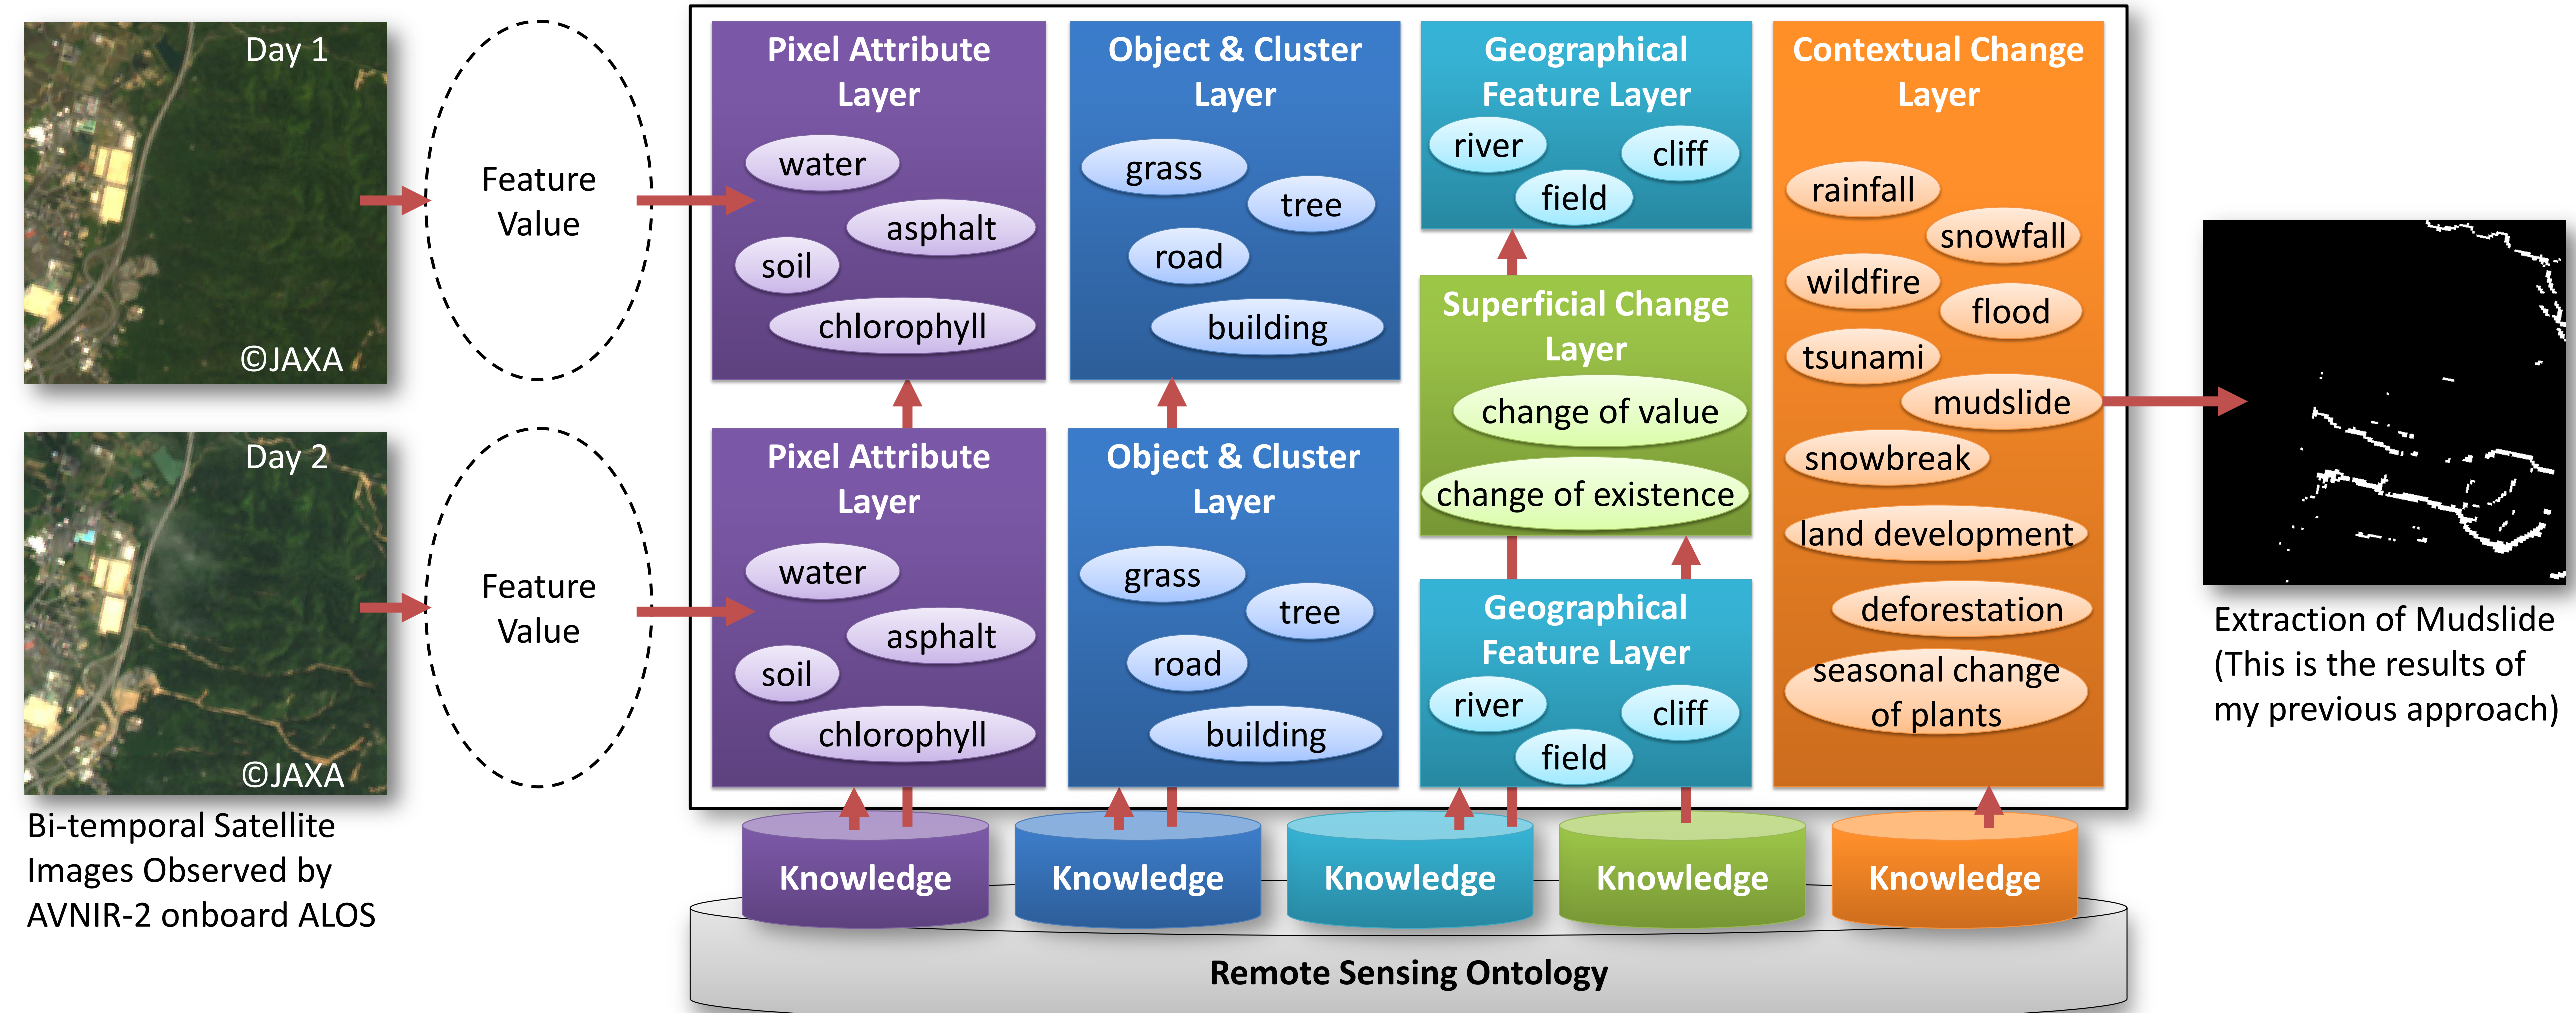 Day 1
©JAXA
Day 2
©JAXA
Bi-temporal Satellite
Images Observed by
AVNIR-2 onboard ALOS
Feature
Value
Feature
Value
Pixel Attribute
Layer
water
asphalt
soil
chlorophyll
Pixel Attribute
Layer
water
asphalt
soil
chlorophyll
Object & Cluster
Layer
grass
tree
road
building
Object & Cluster
Layer
grass
tree
road
building
Geographical
Feature Layer
river
cliff
field
Superficial Change
Layer
change of value
change of existence
Geographical
Feature Layer
river
cliff
field
Contextual Change
Layer
rainfall
snowfall
wildfire
flood
tsunami
mudslide
snowbreak
land development
deforestation
seasonal change
of plants
Extraction of Mudslide
(This is the results of
my previous approach)
Knowledge
Knowledge
Knowledge
Knowledge
Knowledge
Remote Sensing Ontology